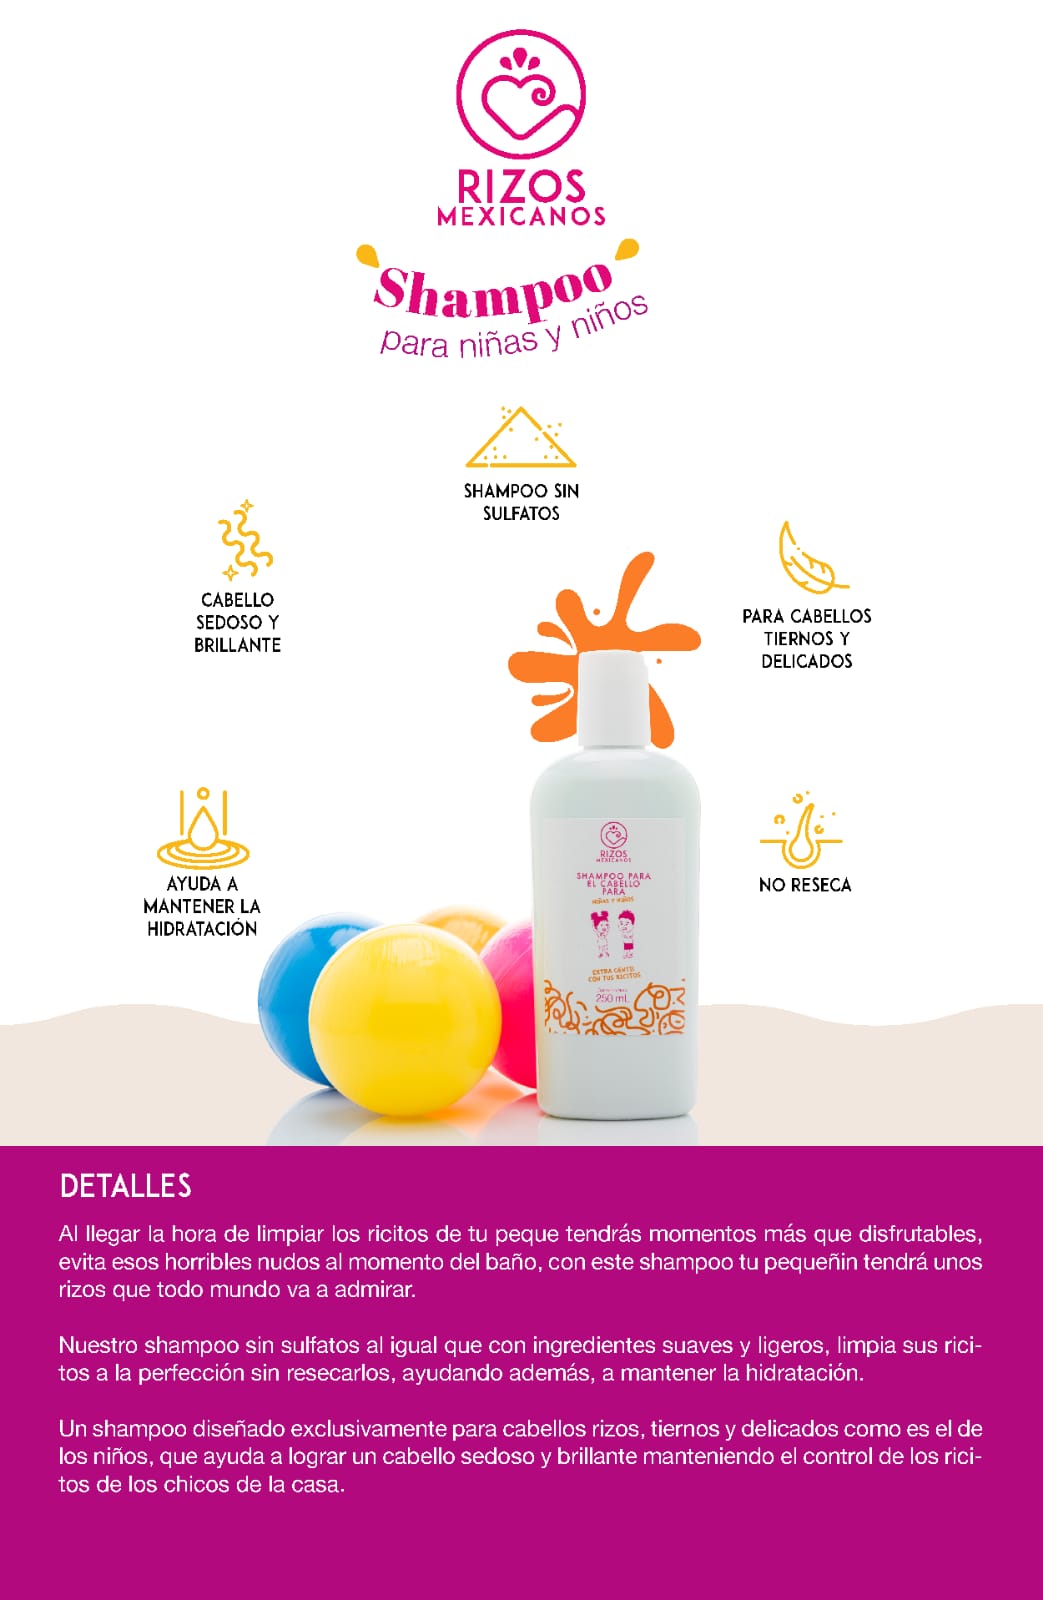 RIZOS
MEXICANOS
Shampoo
para niñas y niños
SHAMPOO SIN
SULFATOS
CABELLO
SEDOSO Y
BRILLANTE
PARA CABELLOS
TIERNOS Y
DELICADOS
AYUDA A
MANTENER LA
HIDRATACIÓN
NO RESECA
RIZOS
MEXICANOS
SHAMPOO PARA
EL CABELLO
PARA
NIÑAS Y NIÑOS
EXTRA GENTIL
CON TUS RICITOS
250 mL
DETALLES
Al llegar la hora de limpiar los ricitos de tu peque tendrás momentos más que disfrutables,
evita esos horribles nudos al momento del baño, con este shampoo tu pequeñin tendrá unos
rizos que todo mundo va a admirar.
Nuestro shampoo sin sulfatos al igual que con ingredientes suaves y ligeros, limpia sus rici-
tos a la perfección sin resecarlos, ayudando además, a mantener la hidratación.
Un shampoo diseñado exclusivamente para cabellos rizos, tiernos y delicados como es el de
los niños, que ayuda a lograr un cabello sedoso y brillante manteniendo el control de los rici-
tos de los chicos de la casa.